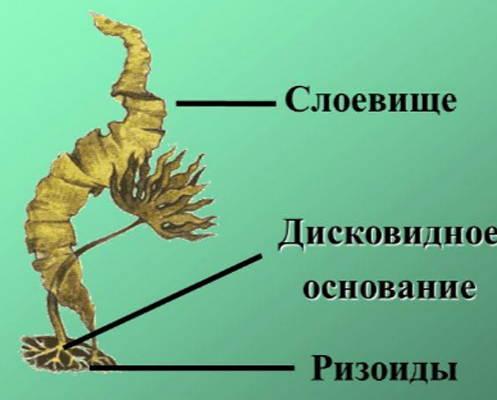 Слоевище
Дисковидное
основание
Ризоиды